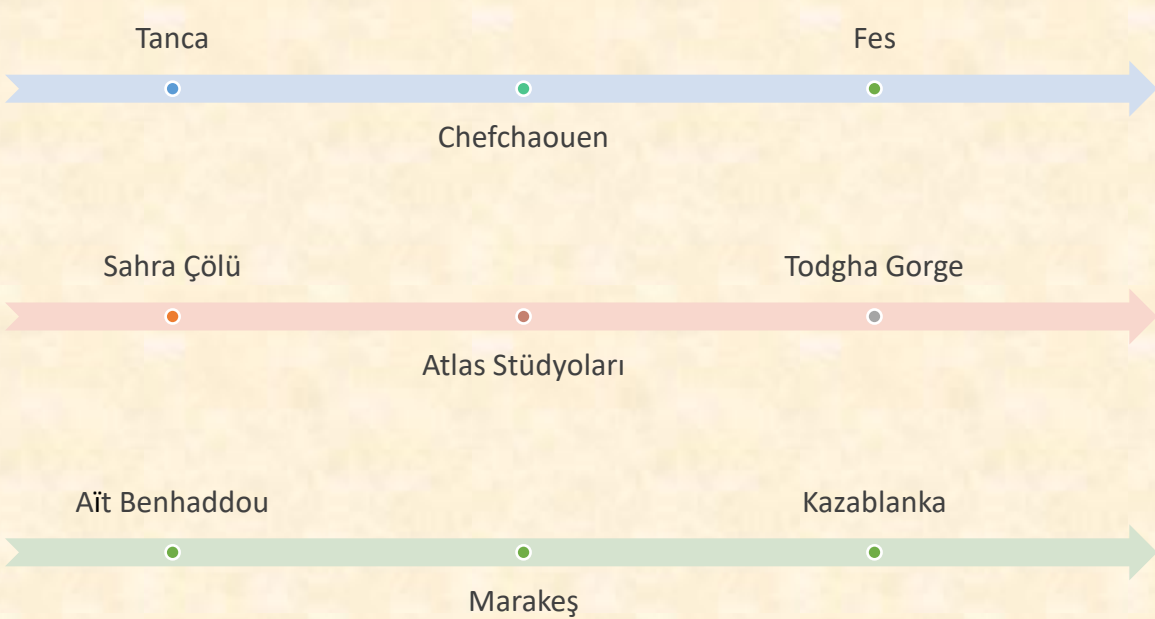 Tanca
Chefchaouen
Fes
Sahra Çölü
Atlas Stüdyoları
Todgha Gorge
Aït Benhaddou
Marakeş
Kazablanka